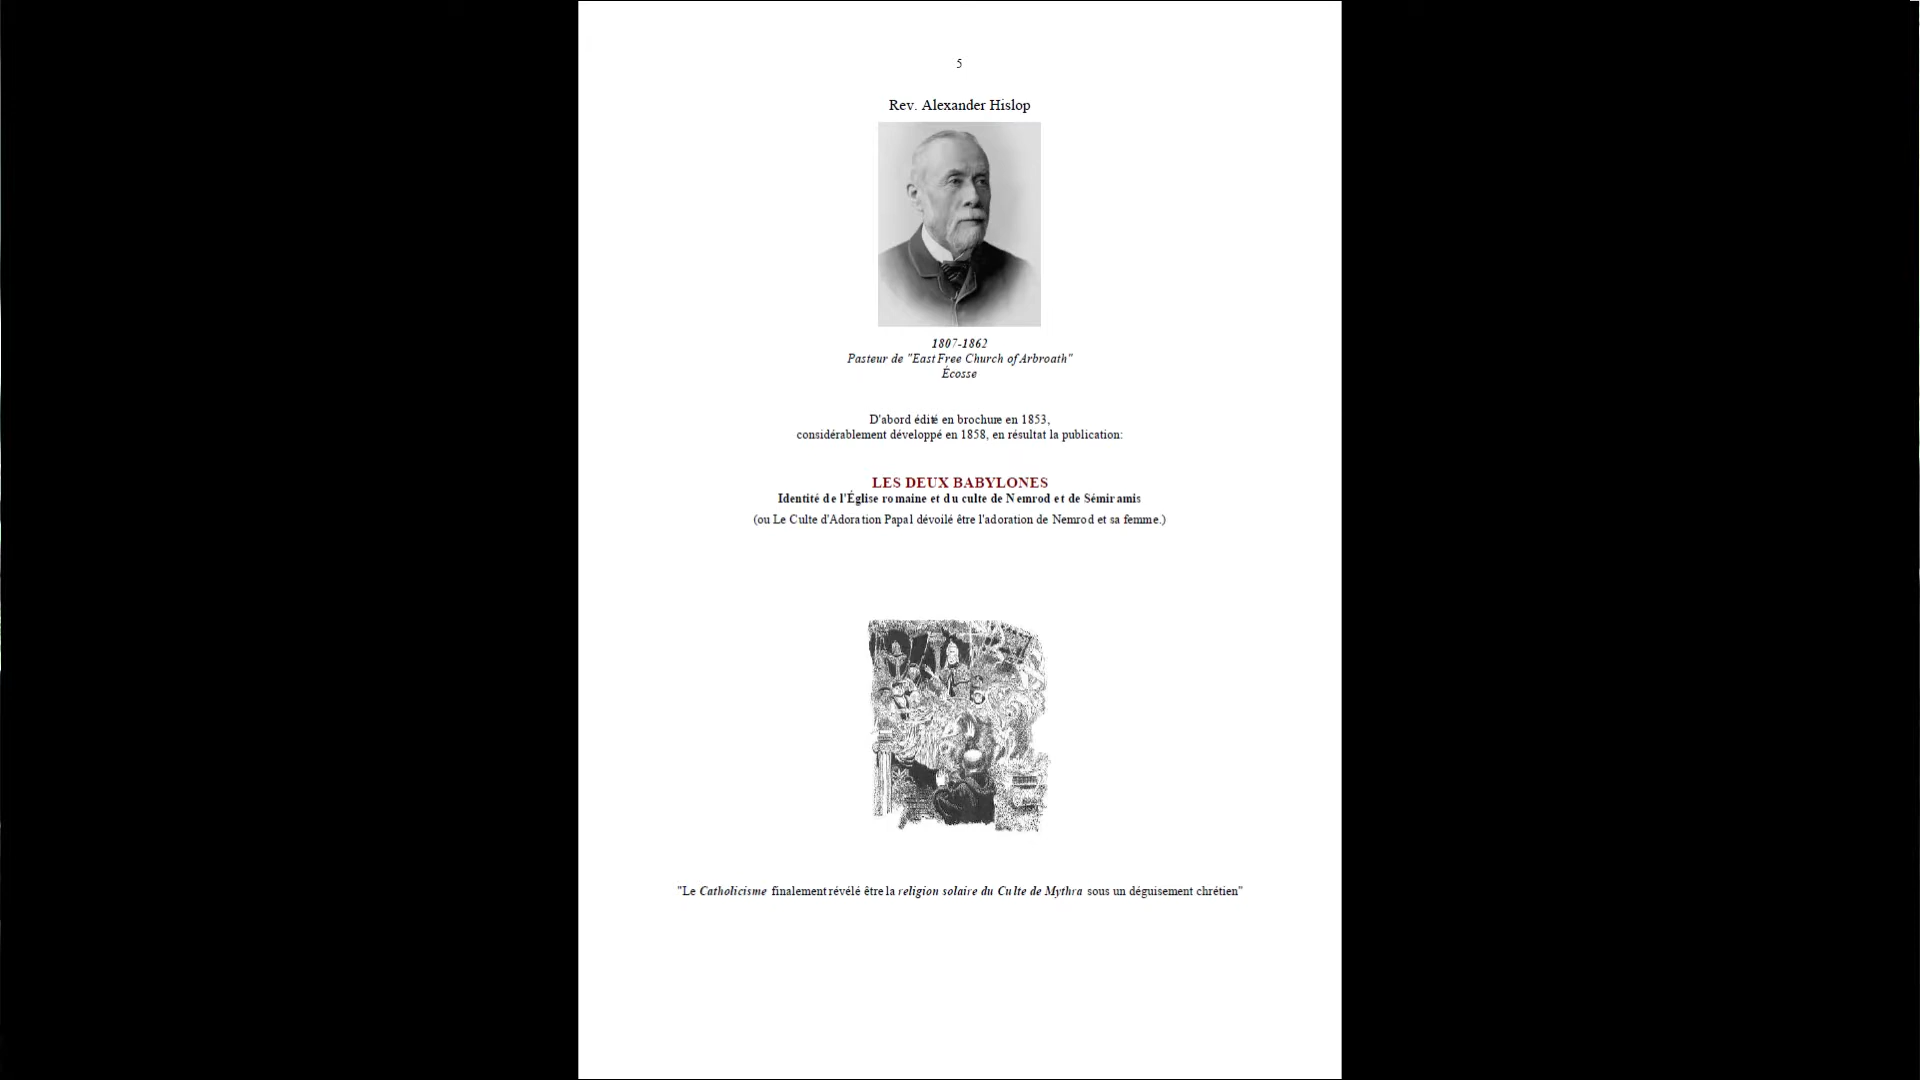 5
Rev. Alexander Hislop
1807-1862
Pasteur de "East Free Church of Arbroath"
Écosse
D'abord édité en brochure en 1853,
considérablement développé en 1858, en résultat la publication:
LES DEUX BABYLONES
Identité de l'Église romaine et du culte de Nemrod et de Sémiramis
(ou Le Culte d'Adoration Papal dévoilé être l'adoration de Nemrod et sa femme.)
"Le Catholicisme finalement révélé être la religion solaire du Culte de Mythra sous un déguisement chrétien"